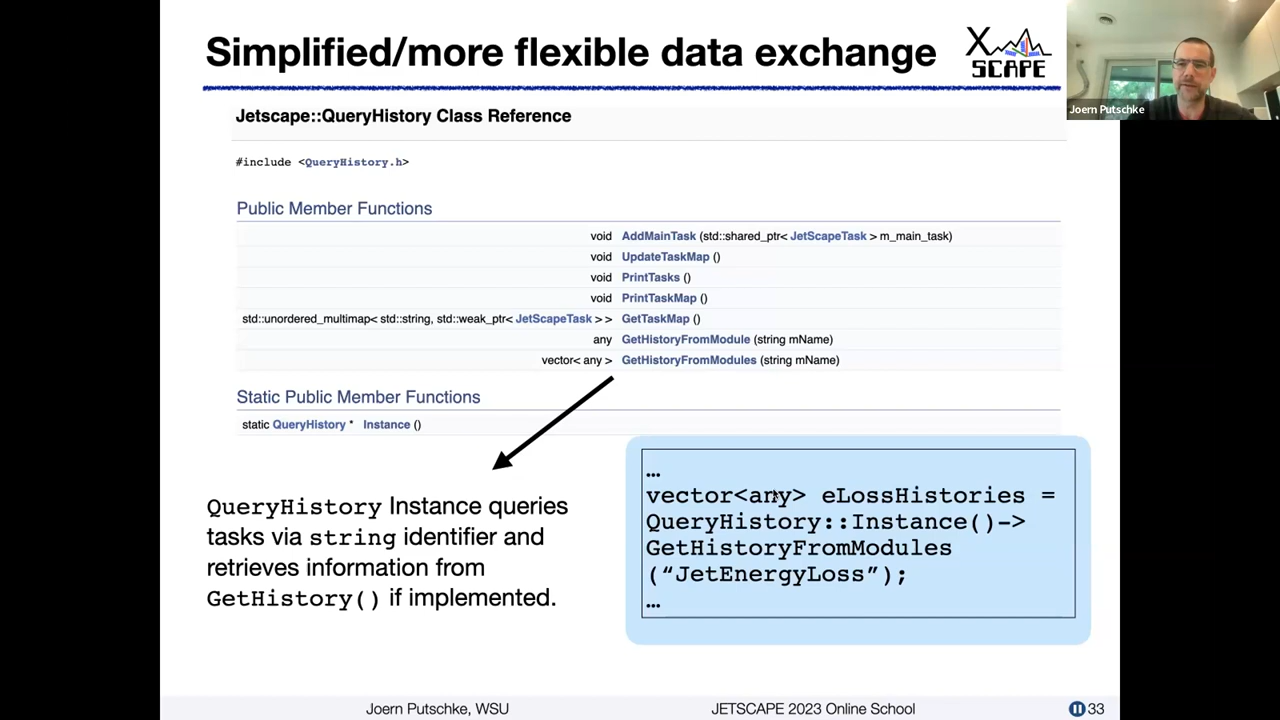 Simplified/more flexible data exchange
X
SCAPE
Joern Putschke
Jetscape::QueryHistory Class Reference
#include <QueryHistory.h>
Public Member Functions
void AddMainTask (std::shared_ptr< JetScapeTask > m_main_task)
void UpdateTaskMap ()
void PrintTasks ()
void PrintTaskMap ()
std::unordered_multimap< std::string, std::weak_ptr< JetScapeTask > > GetTaskMap ()
any GetHistoryFromModule (string mName)
vector< any > GetHistoryFromModules (string mName)
Static Public Member Functions
static QueryHistory * Instance ()
QueryHistory Instance queries
tasks via string identifier and
retrieves information from
GetHistory() if implemented.
…
vector<any> eLossHistories =
QueryHistory::Instance()->
GetHistoryFromModules
(“JetEnergyLoss”);
…
Joern Putschke, WSU
JETSCAPE 2023 Online School
33